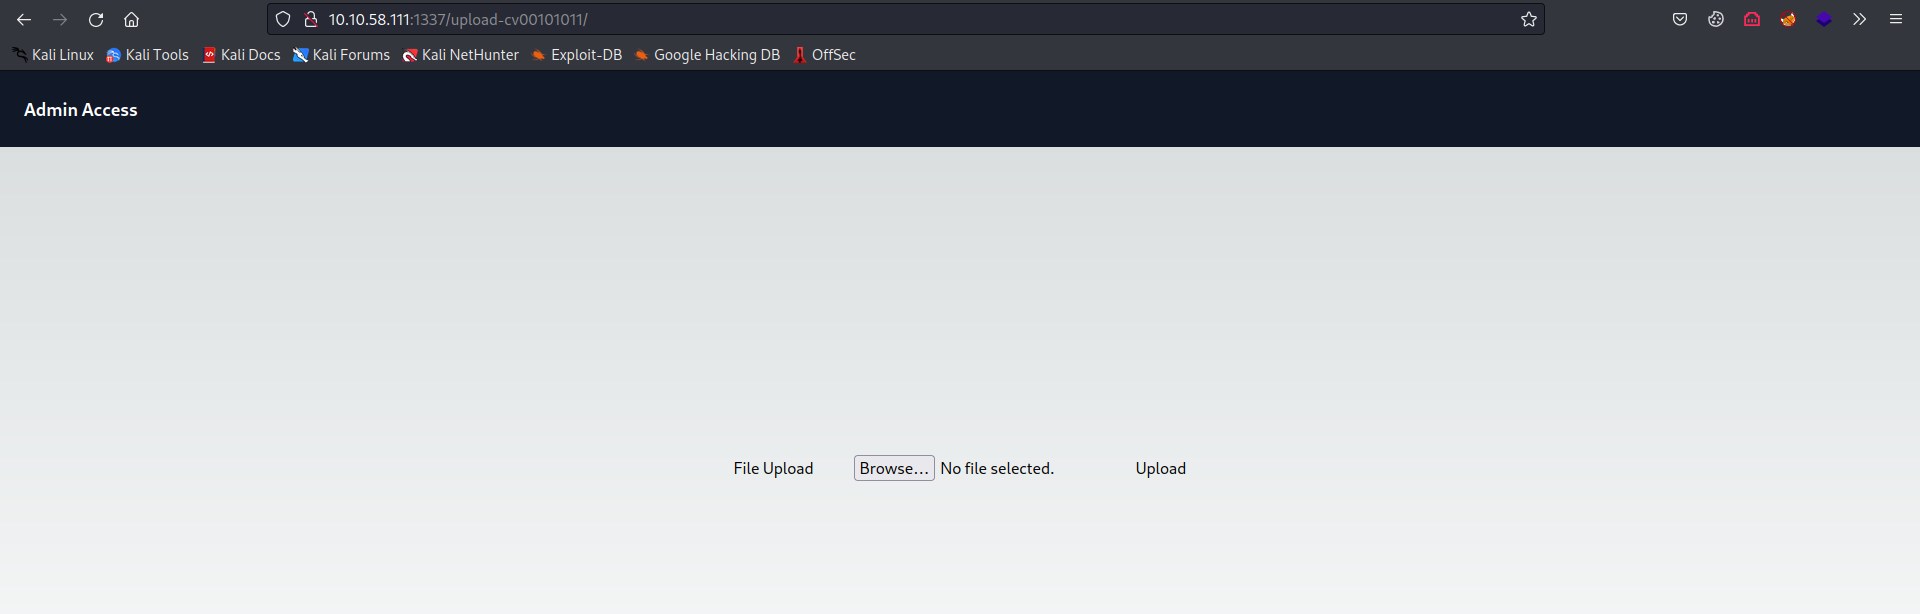 10.10.58.111:1337/upload-cv00101011/
Kali Linux Kali Tools Kali Docs Kali Forums Kali NetHunter Exploit-DB Google Hacking DB OffSec
Admin Access
File Upload Browse... No file selected. Upload